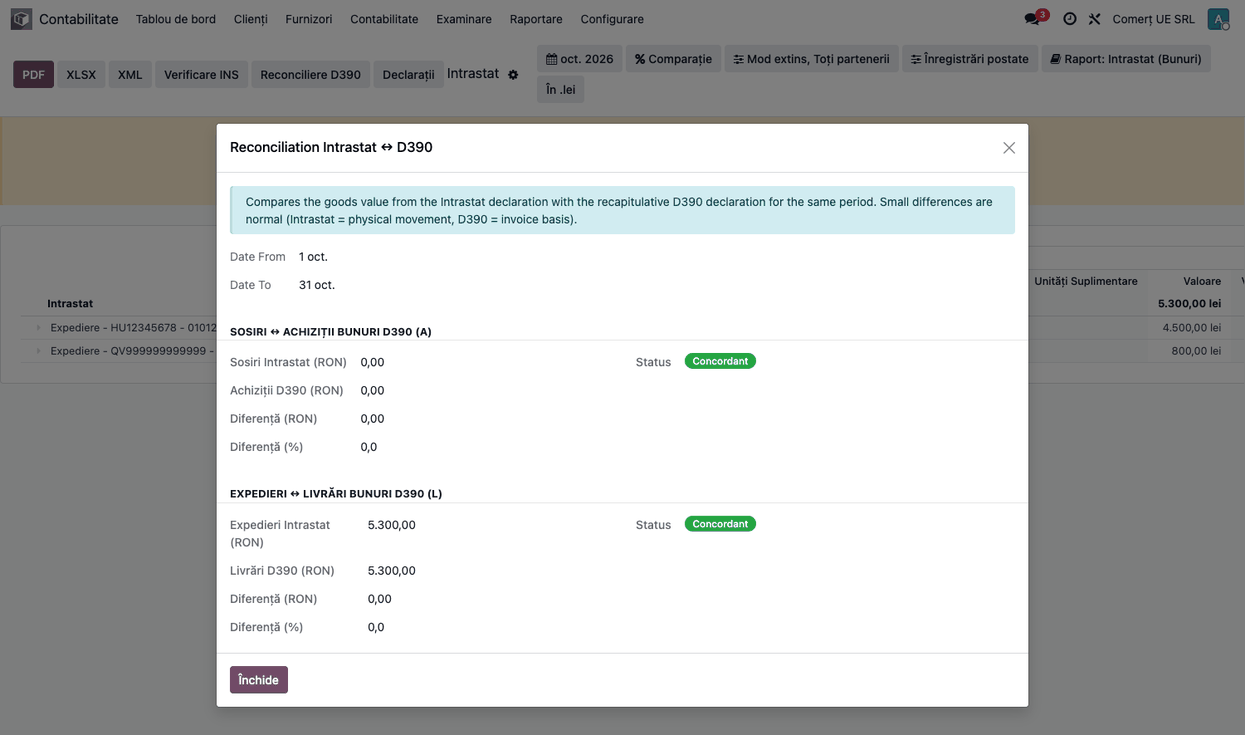 Contabilitate Tablou de bord Clienți Furnizori Contabilitate Examinare Raportare Configurare 3 Comerț UE SRL A
PDF XLSX XML Verificare INS Reconciliere D390 Declarații Intrastat oct. 2026 % Comparație Mod extins, Toți partenerii Înregistrări postate Raport: Intrastat (Bunuri)
În .lei
Reconciliation Intrastat ↔ D390
Compares the goods value from the Intrastat declaration with the recapitulative D390 declaration for the same period. Small differences are
normal (Intrastat = physical movement, D390 = invoice basis).
Date From 1 oct.
Date To 31 oct.
Unități Suplimentare Valoare
Intrastat 5.300,00 lei
Expediere - HU12345678 - 01012 4.500,00 lei
Expediere - QV999999999999 - 800,00 lei
SOSIRI ↔ ACHIZIȚII BUNURI D390 (A)
Sosiri Intrastat (RON) 0,00 Status Concordant
Achiziții D390 (RON) 0,00
Diferență (RON) 0,00
Diferență (%) 0,0
EXPEDIERI ↔ LIVRĂRI BUNURI D390 (L)
Expedieri Intrastat
(RON) 5.300,00 Status Concordant
Livrări D390 (RON) 5.300,00
Diferență (RON) 0,00
Diferență (%) 0,0
Închide